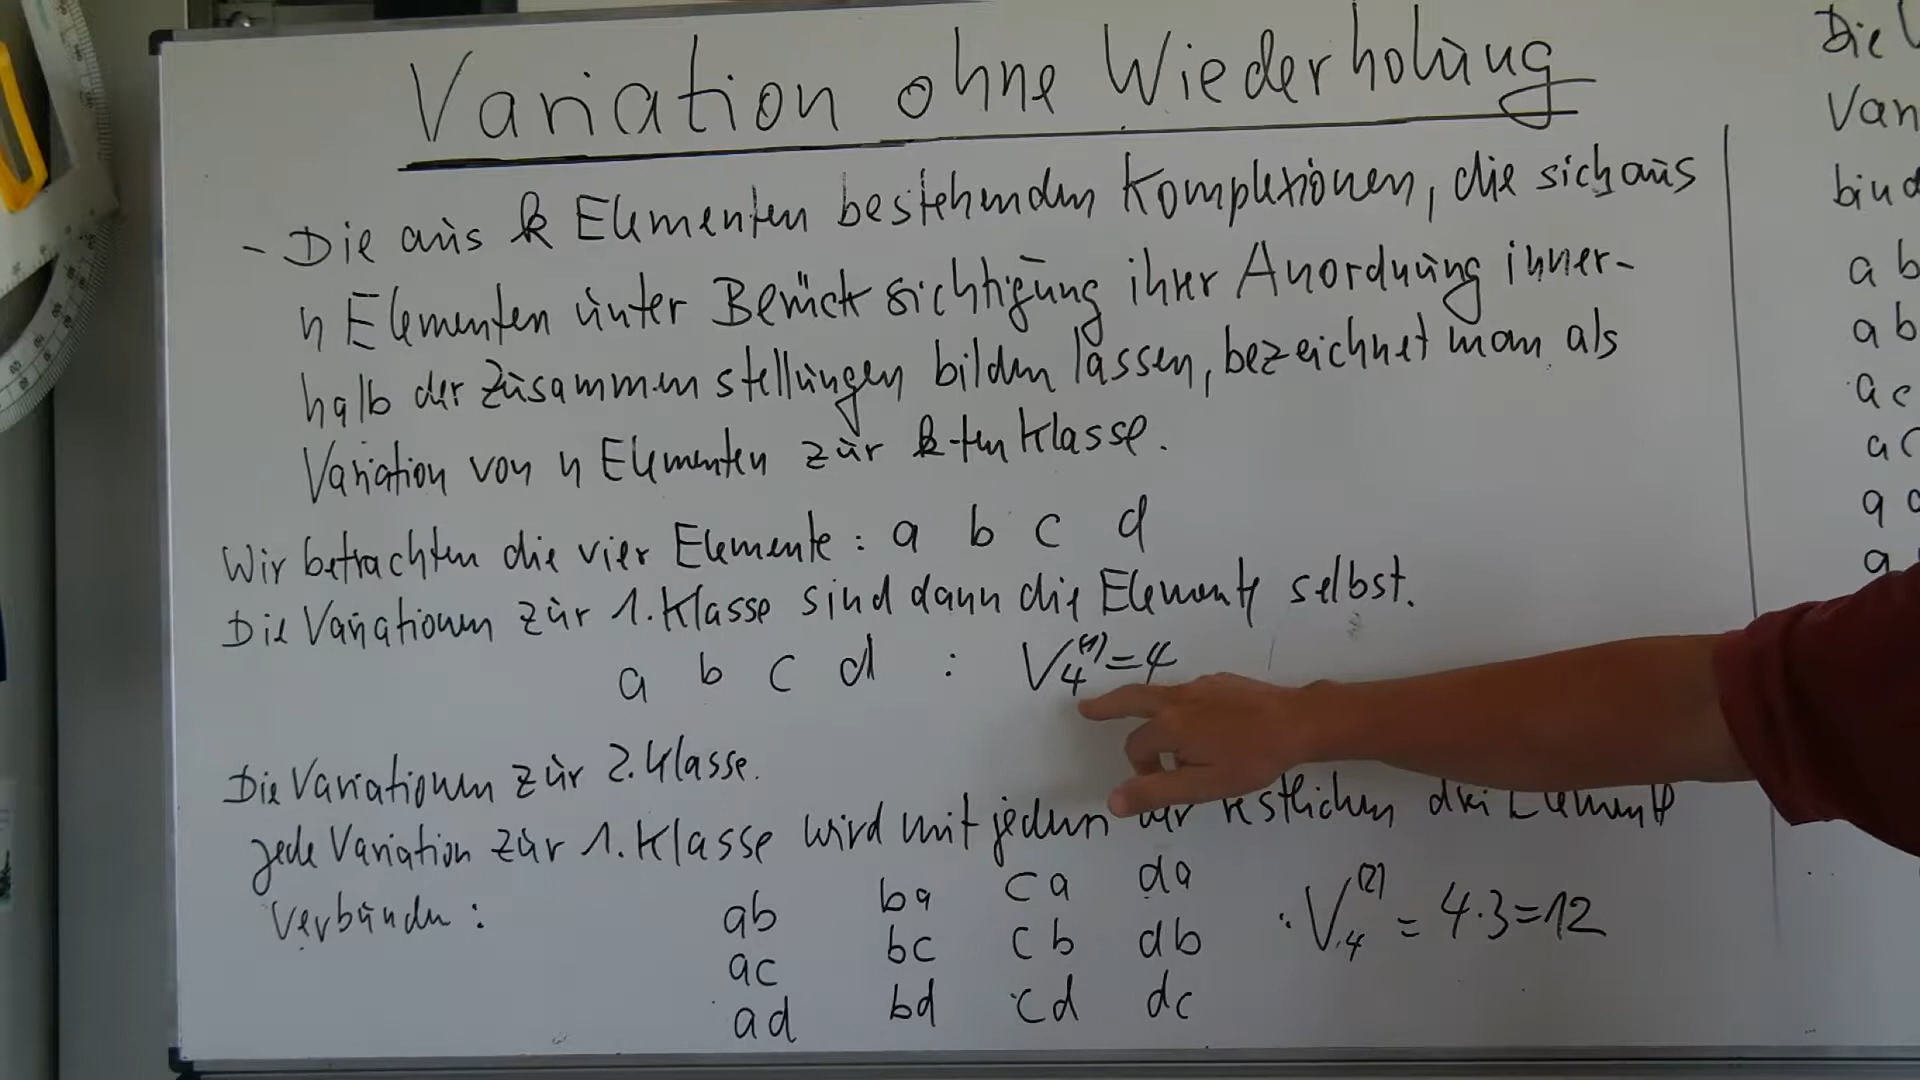 Variation ohne Wiederholung
- Die aus k Elementen bestehenden Komplexionen, die sich aus
n Elementen unter Berücksichtigung ihrer Anordnung inner-
halb der Zusammenstellungen bilden lassen, bezeichnet man als
Variation von n Elementen zur k-ten Klasse.
Wir betrachten die vier Elemente: a b c d
Die Variationen zur 1. Klasse sind dann die Elemente selbst.
a b c d : V₄⁽¹⁾=4
Die Variationen zur 2. Klasse.
Jede Variation zur 1. Klasse wird mit jedem der restlichen drei Elemente
verbunden:
ab ba ca da
ac bc cb db :V₄⁽²⁾ = 4·3=12
ad bd cd dc
Die
a b
a b
a c
a
a
a